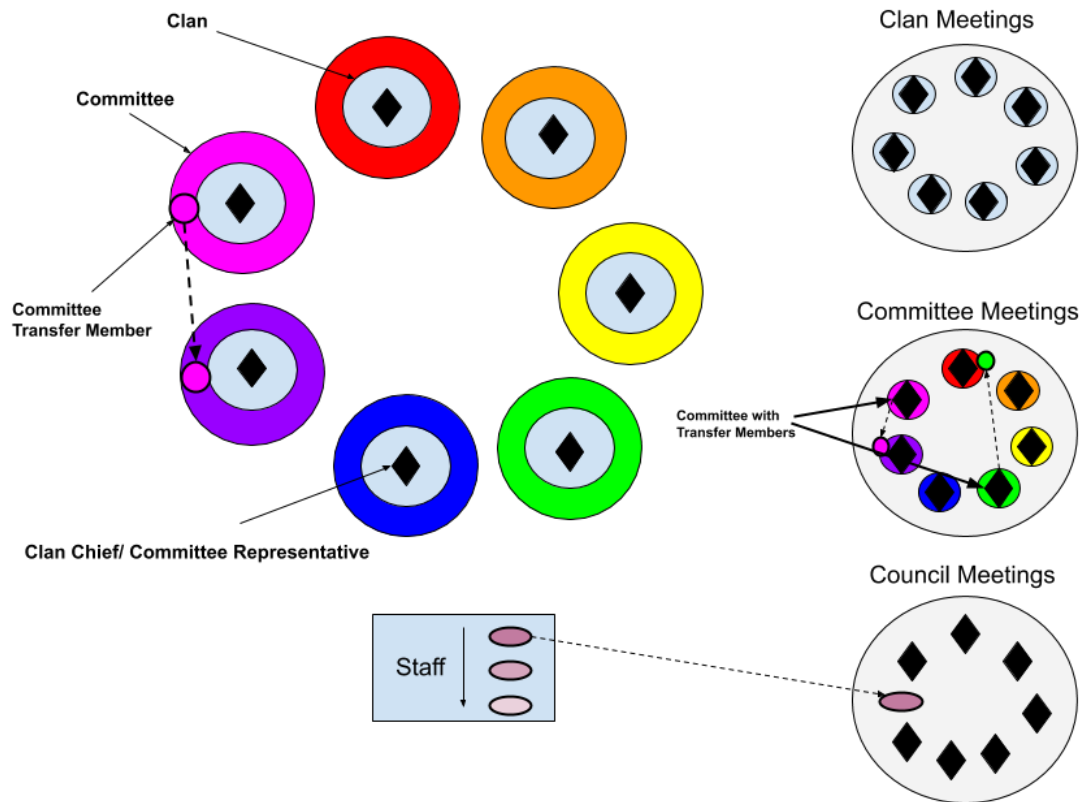 Clan
Clan Meetings
Committee
Committee
Transfer Member
Committee Meetings
Committee with
Transfer Members
Clan Chief/ Committee Representative
Council Meetings
Staff